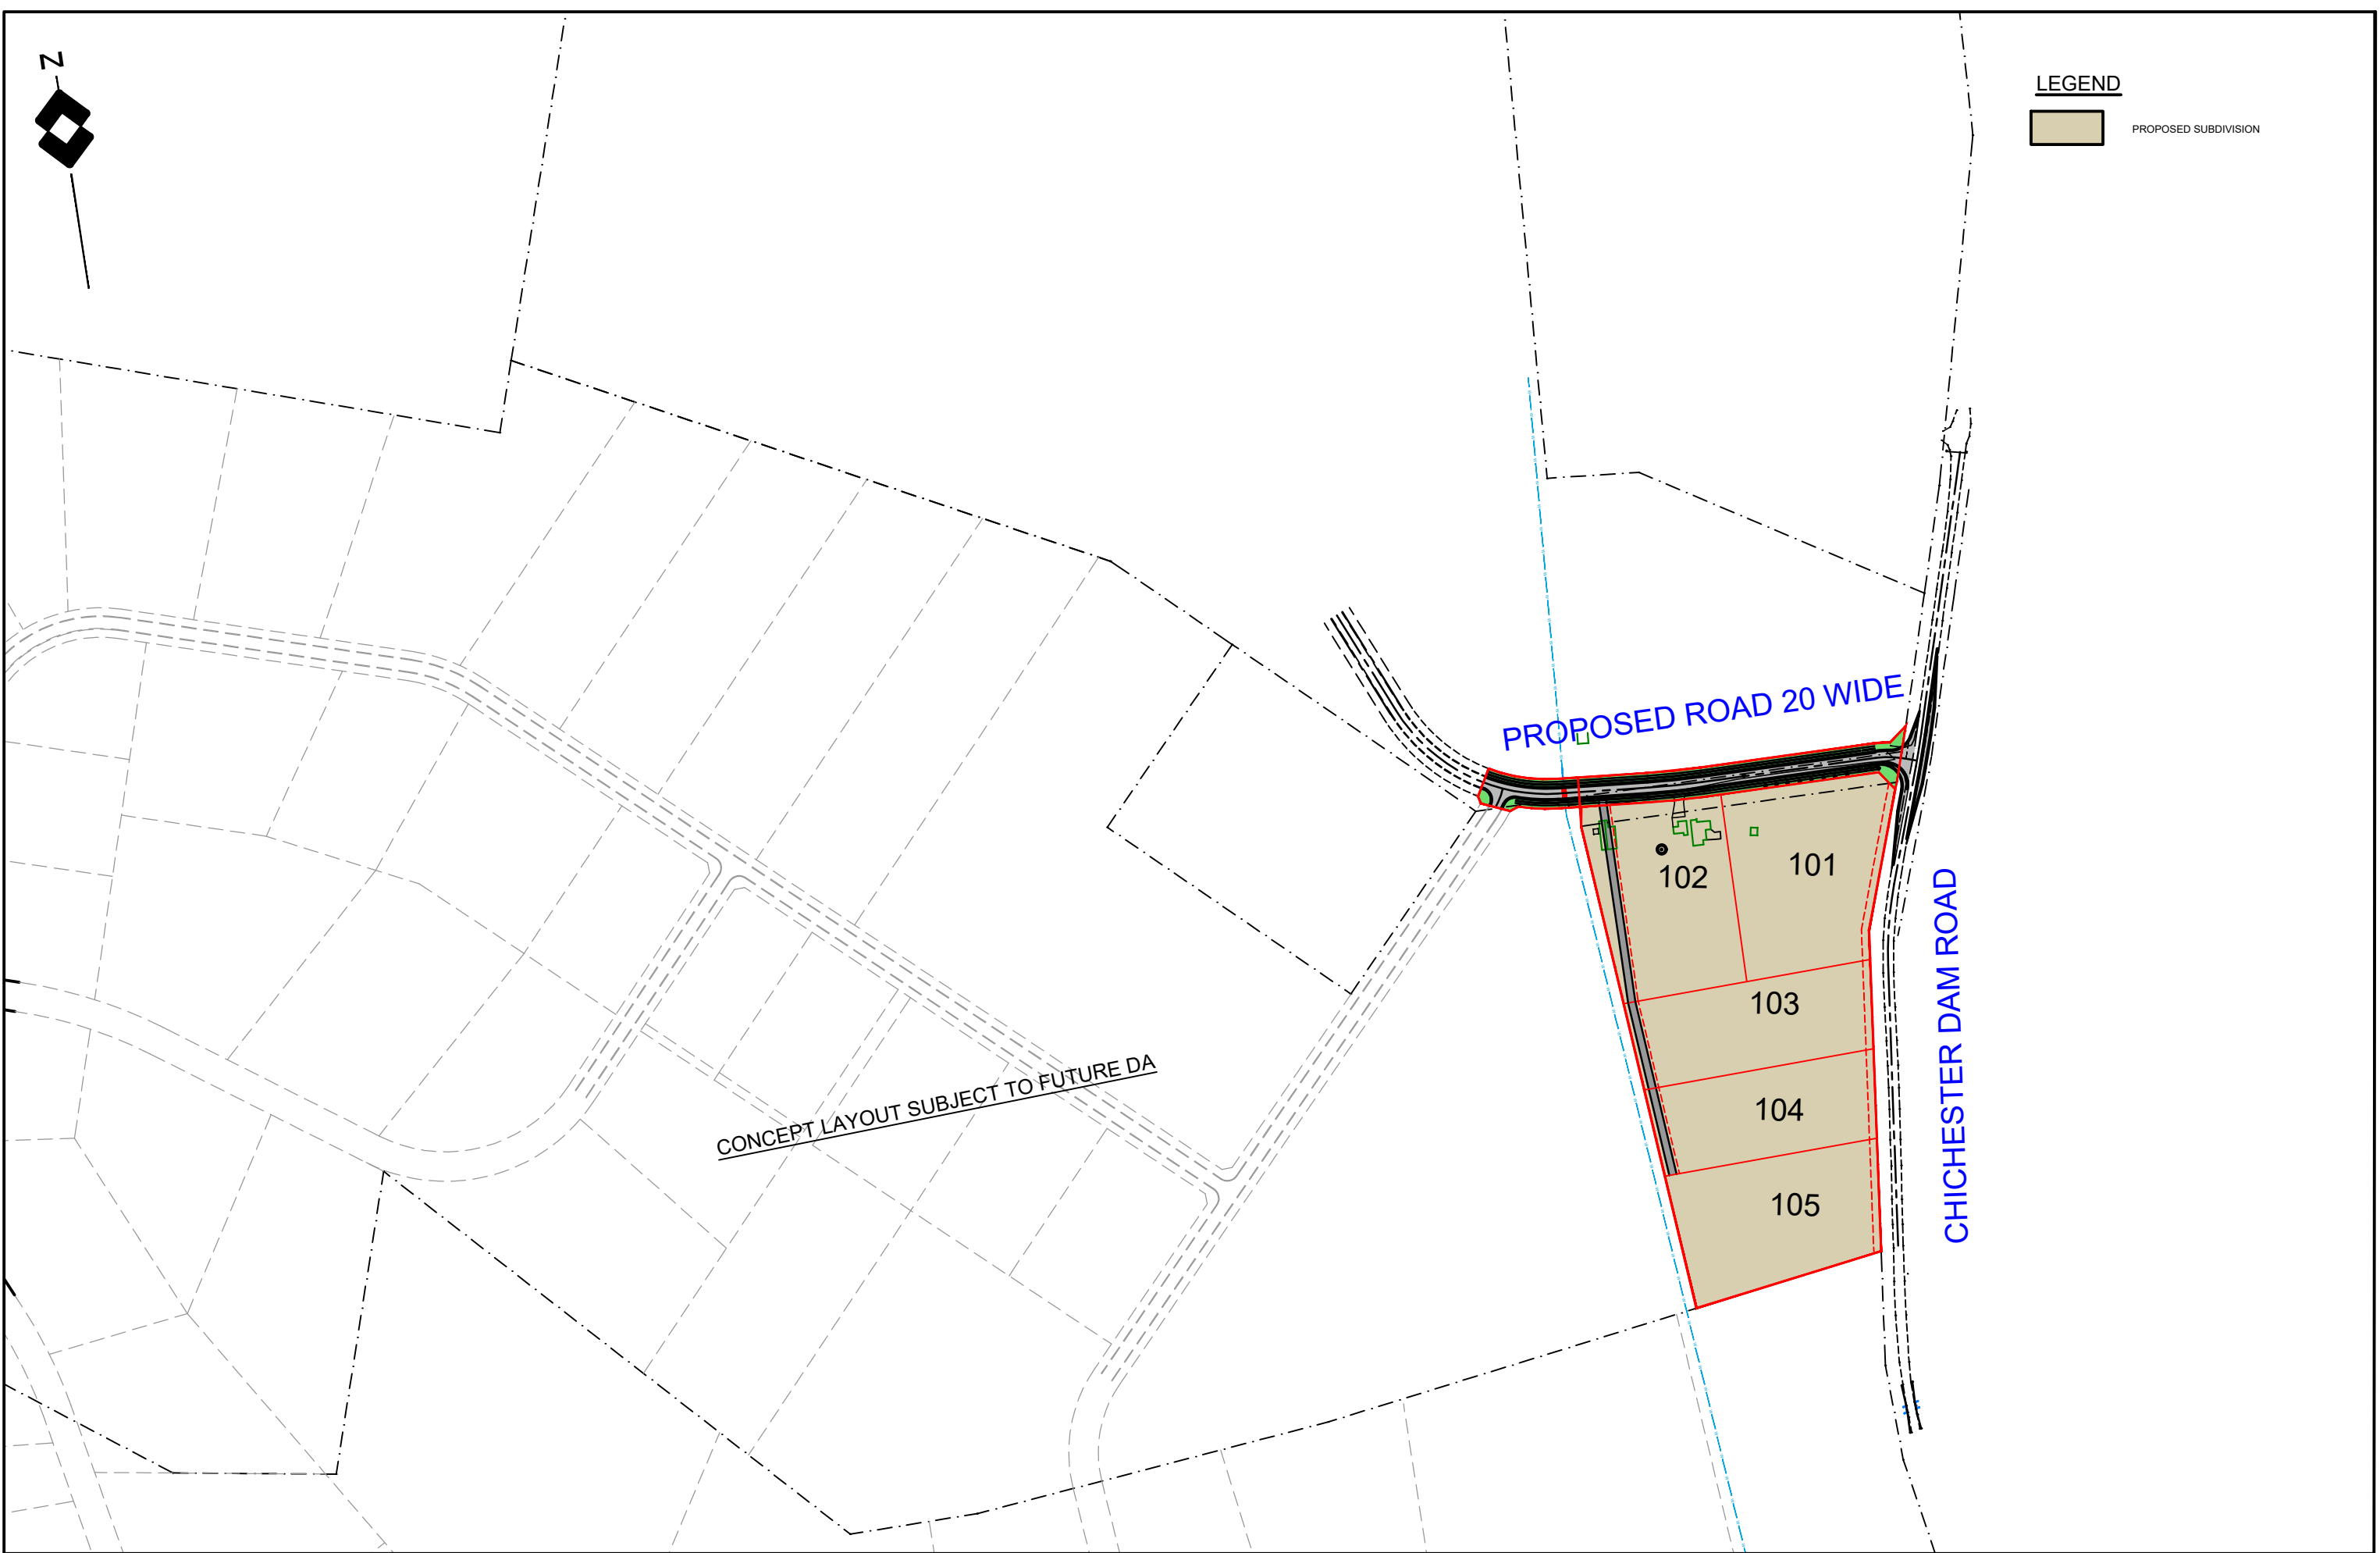 N
LEGEND
PROPOSED SUBDIVISION
PROPOSED ROAD 20 WIDE
101
102
103
104
105
CHICHESTER DAM ROAD
CONCEPT LAYOUT SUBJECT TO FUTURE DA